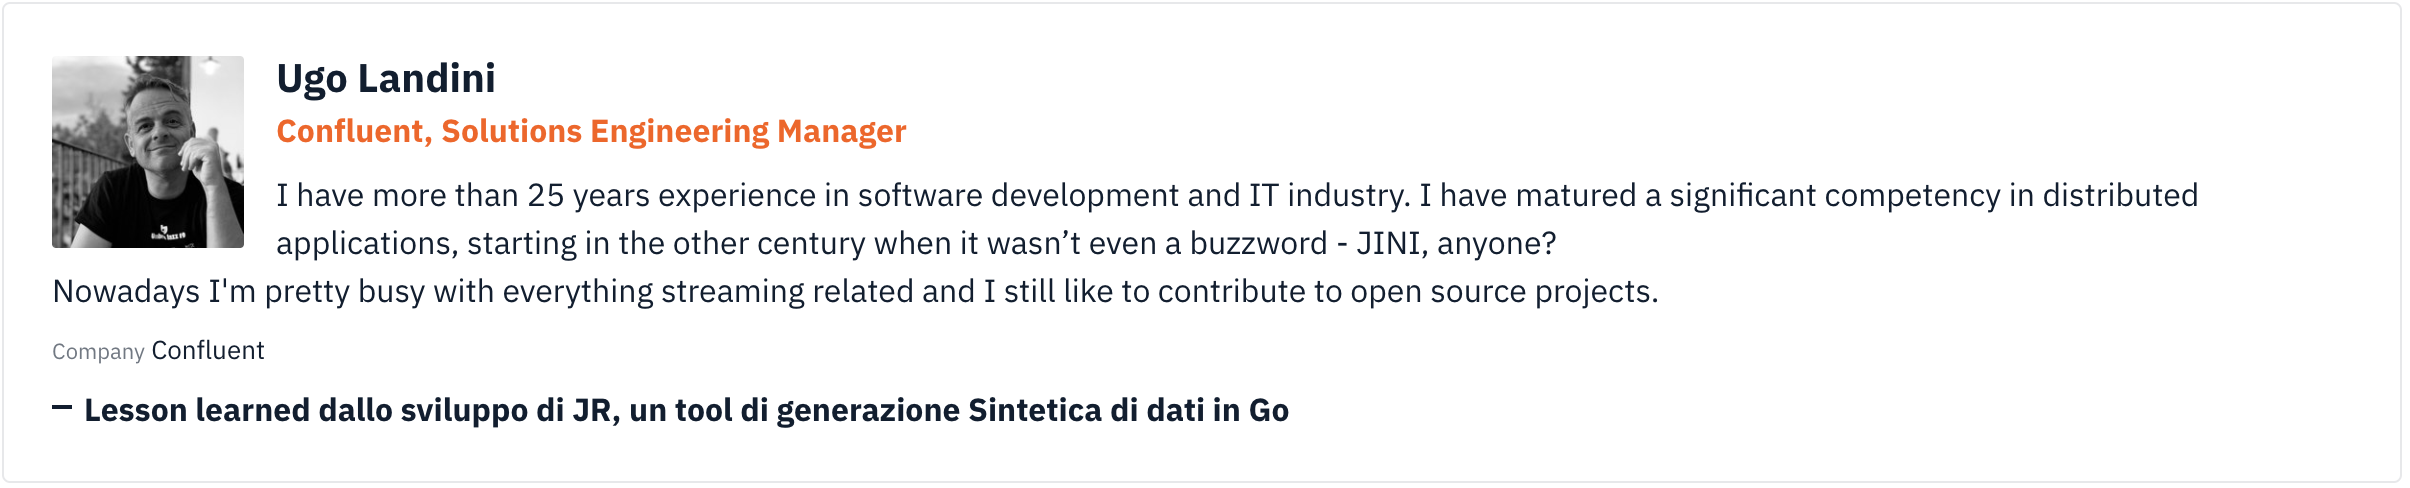 Ugo Landini
Confluent, Solutions Engineering Manager
I have more than 25 years experience in software development and IT industry. I have matured a significant competency in distributed
applications, starting in the other century when it wasn’t even a buzzword - JINI, anyone?
Nowadays I'm pretty busy with everything streaming related and I still like to contribute to open source projects.
Company Confluent
– Lesson learned dallo sviluppo di JR, un tool di generazione Sintetica di dati in Go